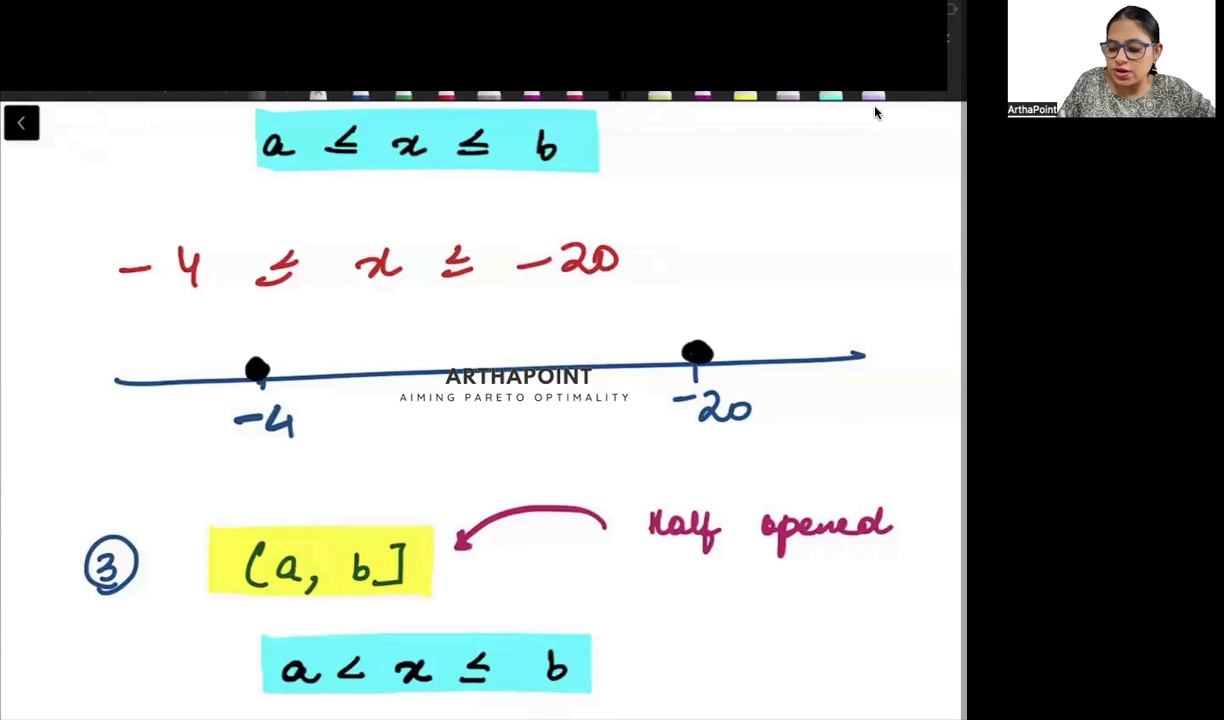 a ≤ x ≤ b
ArthaPoint
- 4 ≤ x ≤ -20
ARTHAPOINT
AIMING PARETO OPTIMALITY
-4 -20
Half opened
3 (a, b]
a < x ≤ b